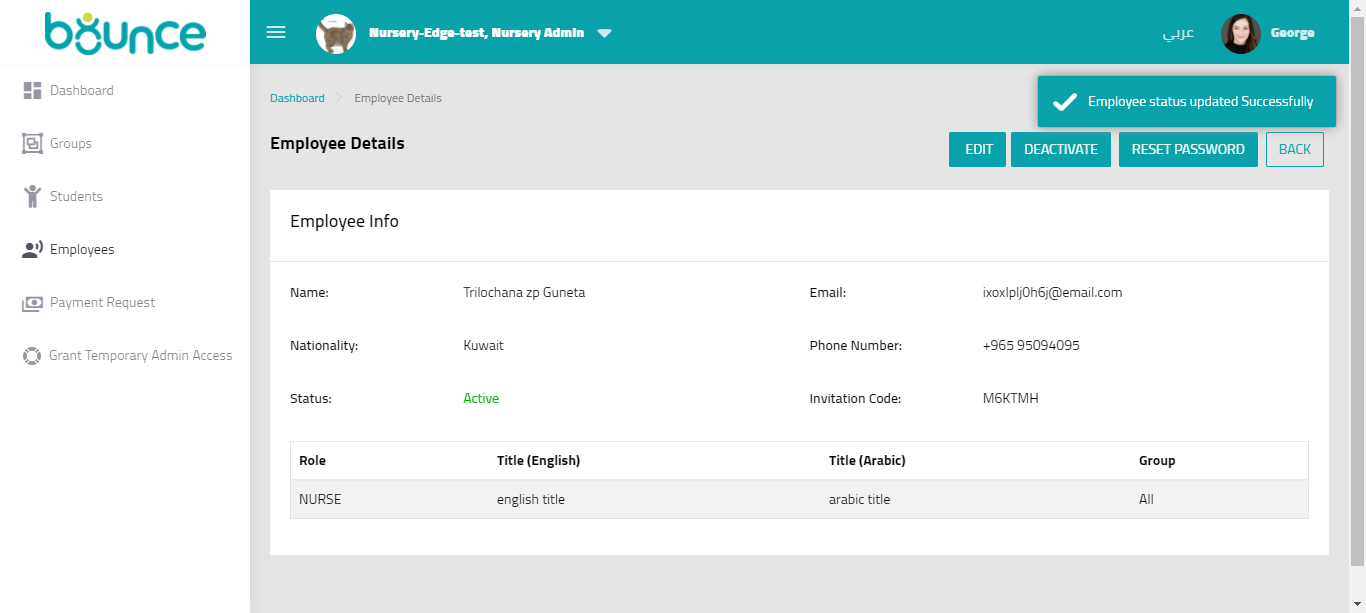 bounce
Nursery-Edge-test, Nursery Admin
عربي
George
Dashboard
Groups
Students
Employees
Payment Request
Grant Temporary Admin Access
Dashboard > Employee Details
Employee status updated Successfully
Employee Details
EDIT
DEACTIVATE
RESET PASSWORD
BACK
Employee Info
Name: Trilochana zp Guneta Email: ixoxlplj0h6j@email.com
Nationality: Kuwait Phone Number: +965 95094095
Status: Active Invitation Code: M6KTMH
Role Title (English) Title (Arabic) Group
NURSE english title arabic title All